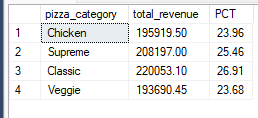 pizza_category total_revenue PCT
1 Chicken 195919.50 23.96
2 Supreme 208197.00 25.46
3 Classic 220053.10 26.91
4 Veggie 193690.45 23.68